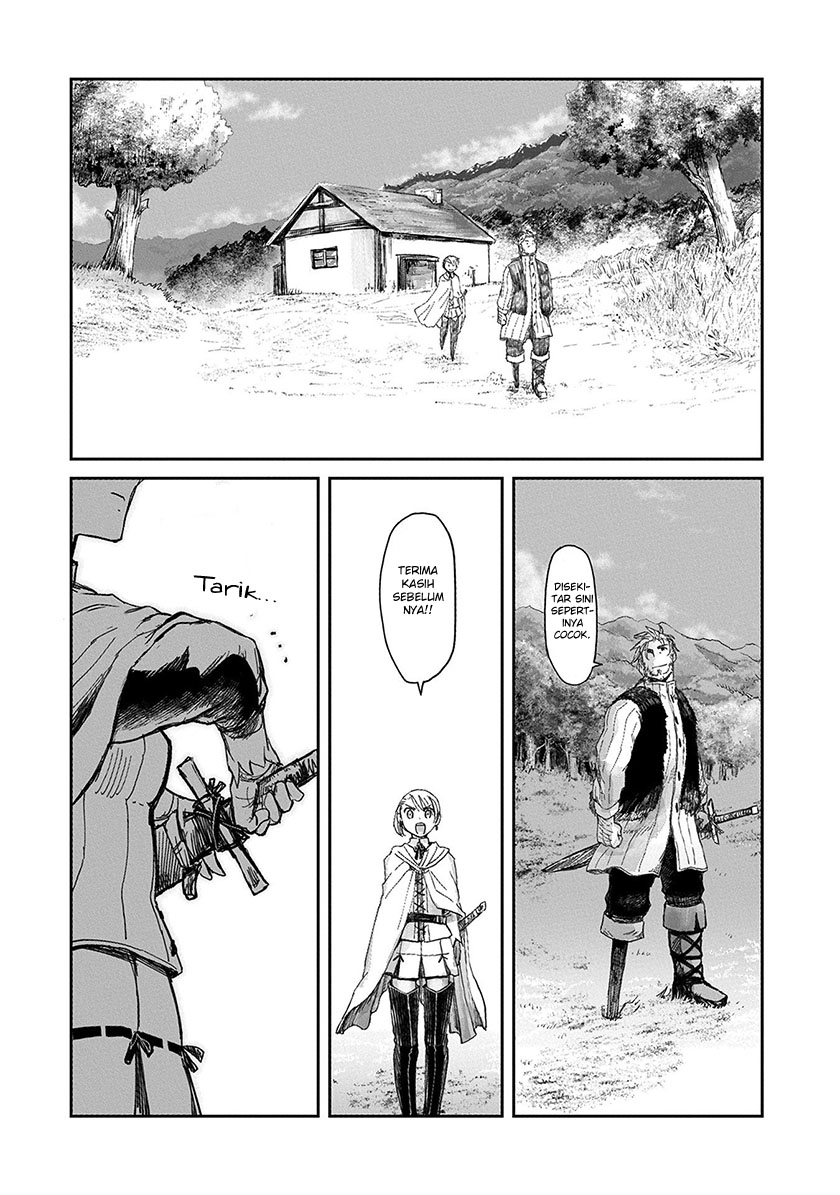 DISEKI-
TAR SINI
SEPERT-
INYA
COCOK.
TERIMA
KASIH
SEBELUM
NYA!!
Tarik...